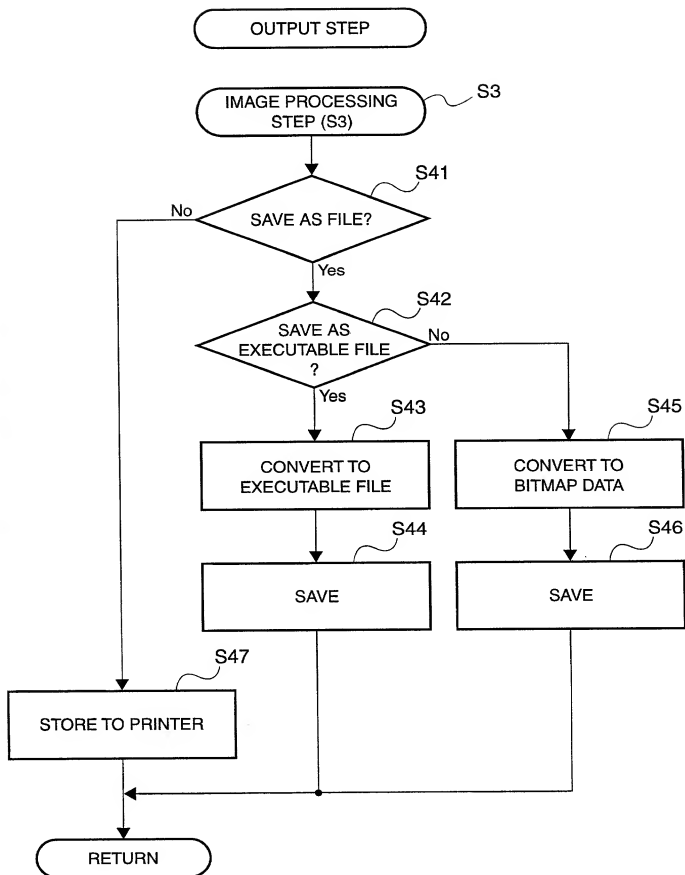 OUTPUT STEP
IMAGE PROCESSING
STEP (S3)
S3
S41
SAVE AS FILE?
No
Yes
S42
SAVE AS
EXECUTABLE FILE
?
No
Yes
S43
CONVERT TO
EXECUTABLE FILE
S45
CONVERT TO
BITMAP DATA
S44
SAVE
S46
SAVE
S47
STORE TO PRINTER
RETURN